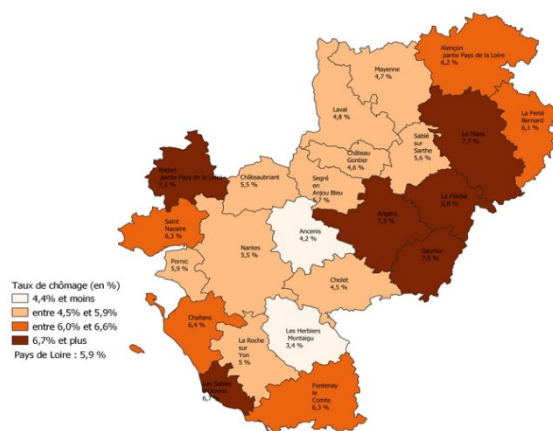 Alençon
partie Pays de la Loire
6,2 %
Mayenne
4,7 %
Laval
4,8 %
Le Mans
7,7 %
La Ferté
Bernard
6,1 %
Sablé
sur
Sarthe
5,6 %
Château
Gontier
4,6 %
Redon
partie Pays de la Loire
Châteaubriant
5,5 %
Segré
en
Anjou Bleu
5,7 %
La Flèche
Angers
Saumur
7,5 %
Ancenis
4,2 %
Saint
Nazaire
6,3 %
Nantes
5,5 %
Pornic
5,9 %
Cholet
4,5 %
Taux de chômage (en %)
4,4% et moins
entre 4,5% et 5,9%
entre 6,0% et 6,6%
6,7% et plus
Pays de Loire : 5,9 %
Challans
6,4 %
Les Herbiers
Montaigu
3,4 %
La Roche
sur
Yon
5 %
Les Sables
d'Olonne
6,7 %
Fontenay
le
Comte
6,3 %